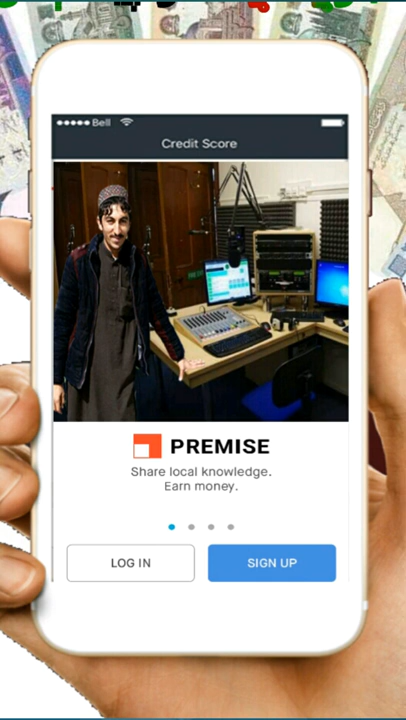 Bell
Credit Score
PREMISE
Share local knowledge.
Earn money.
LOG IN
SIGN UP